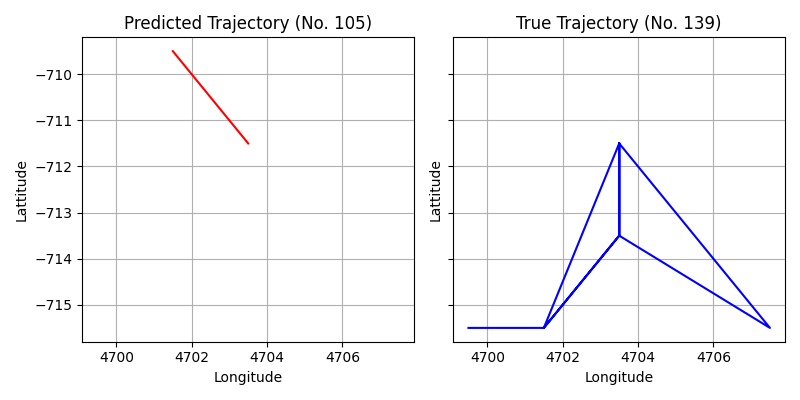 Predicted Trajectory (No. 105)
True Trajectory (No. 139)
−710
−711
−712
−713
−714
−715
Lattitude
Lattitude
4700 4702 4704 4706
4700 4702 4704 4706
Longitude
Longitude